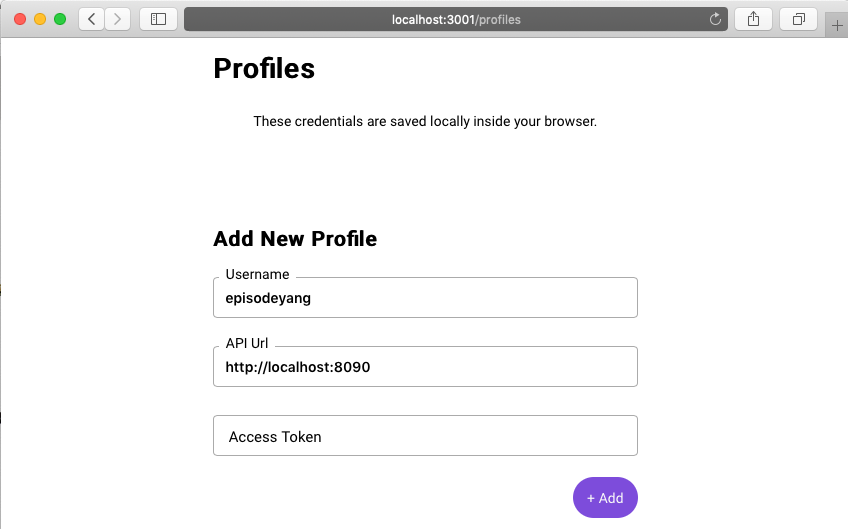 localhost:3001/profiles
Profiles
These credentials are saved locally inside your browser.
Add New Profile
Username
episodeyang
API Url
http://localhost:8090
Access Token
+ Add